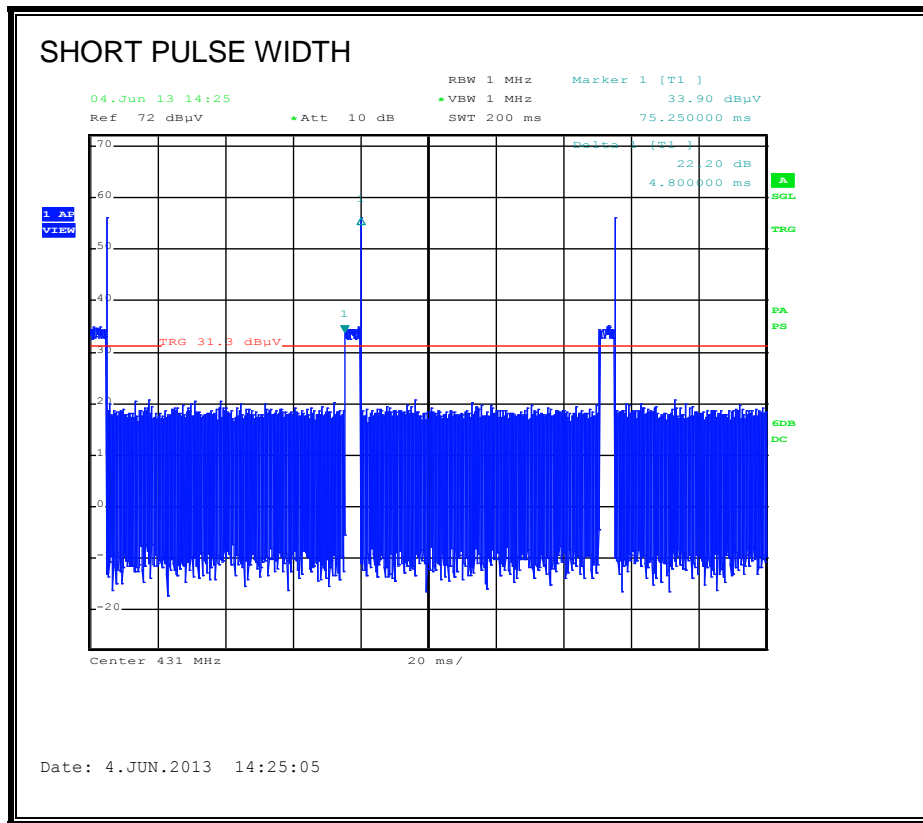 SHORT PULSE WIDTH
RBW 1 MHz Marker 1 [T1 ]
04.Jun 13 14:25 *VBW 1 MHz 33.90 dBµV
Ref 72 dBµV *Att 10 dB SWT 200 ms 75.250000 ms
70
Delta 1 [T1 ]
22.20 dB
4.800000 ms
A
60
SGL
1
1 AP
VIEW
TRG
50
40
PA
1
PS
TRG 31.3 dBµV
30
20
6DB
DC
10
0
-10
-20
Center 431 MHz 20 ms/
Date: 4.JUN.2013 14:25:05